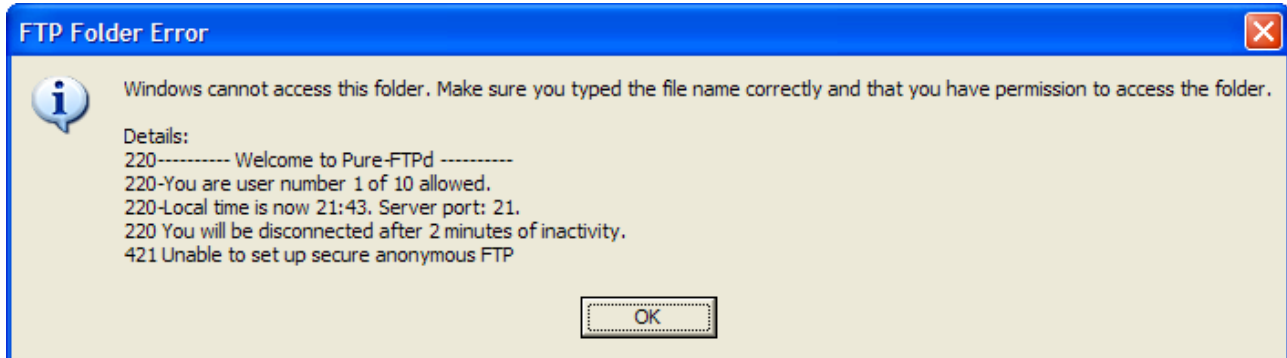 FTP Folder Error
Windows cannot access this folder. Make sure you typed the file name correctly and that you have permission to access the folder.
Details:
220---------- Welcome to Pure-FTPd ----------
220-You are user number 1 of 10 allowed.
220-Local time is now 21:43. Server port: 21.
220 You will be disconnected after 2 minutes of inactivity.
421 Unable to set up secure anonymous FTP
OK